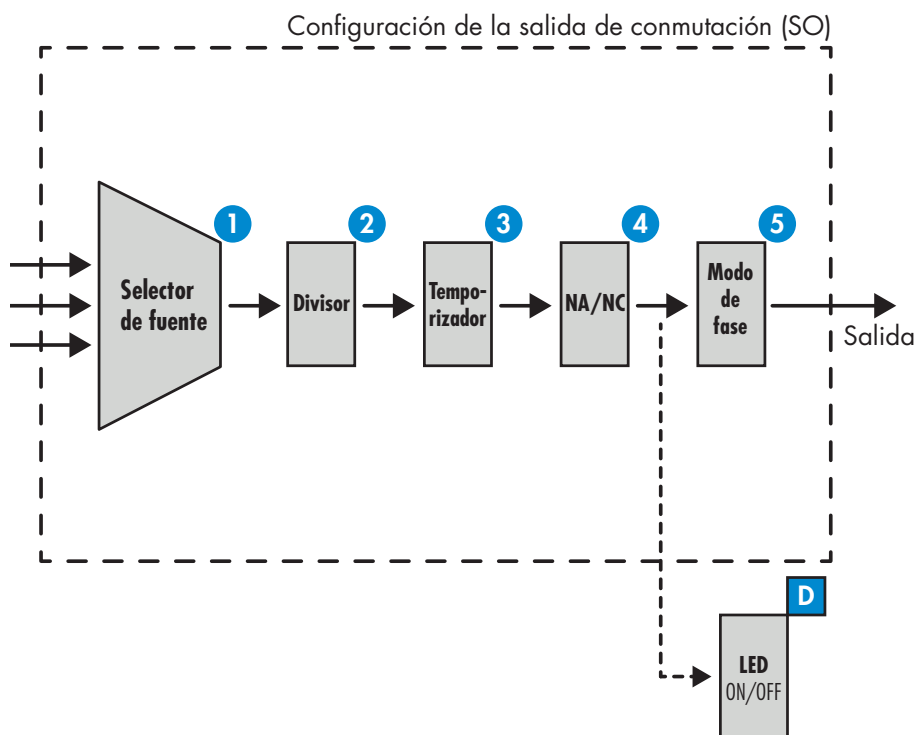 Configuración de la salida de conmutación (SO)
1
2
3
4
5
Selector
de fuente
Divisor
Tempo-
rizador
NA/NC
Modo
de
fase
Salida
D
LED
ON/OFF